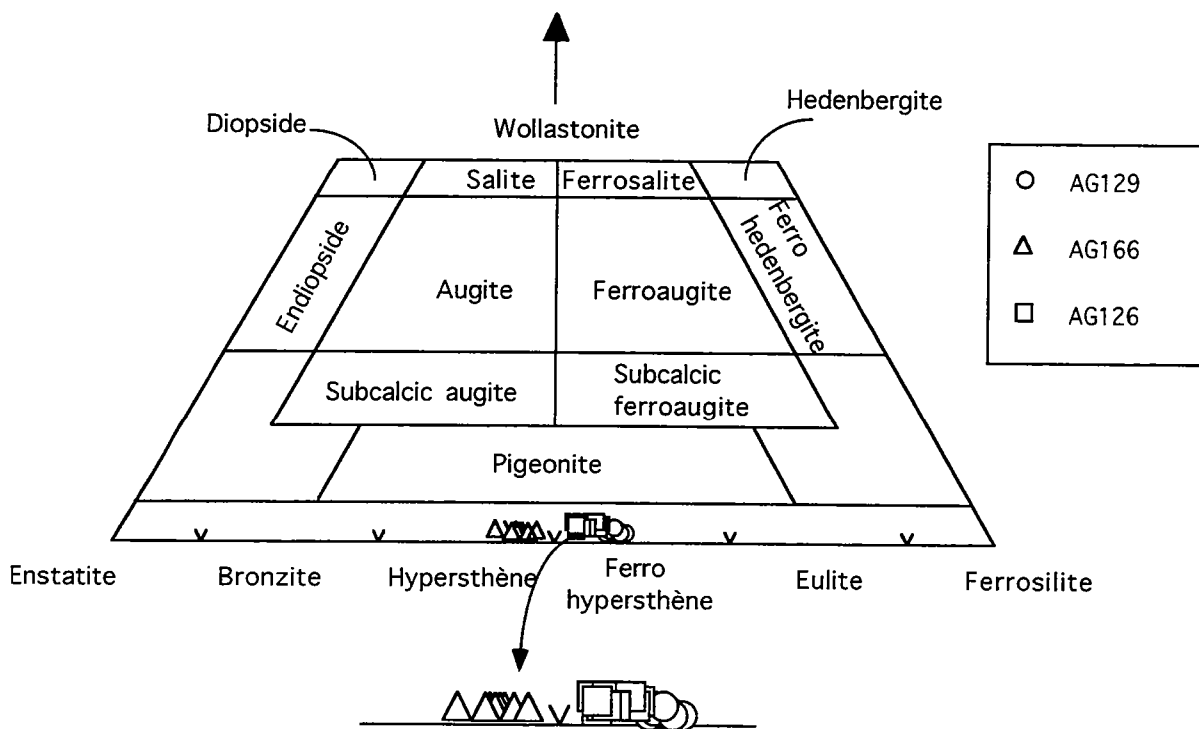 Wollastonite
Diopside
Hedenbergite
Salite
Ferrosalite
Endiopside
Augite
Ferroaugite
Ferro
hedenbergite
Subcalcic augite
Subcalcic
ferroaugite
Pigeonite
Enstatite
Bronzite
Hypersthène
Ferro
hypersthène
Eulite
Ferrosilite
AG129
AG166
AG126